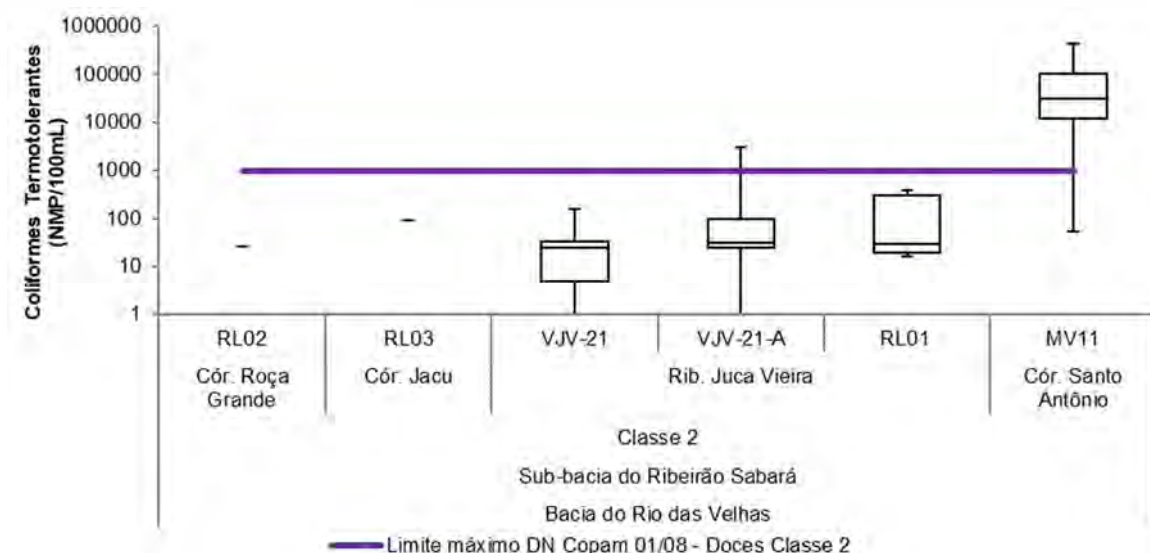 Coliformes Termotolerantes
(NMP/100mL)
1000000
100000
10000
1000
100
10
1
RL02
RL03
VJV-21
VJV-21-A
RL01
MV11
Cór. Roça
Grande
Cór. Jacu
Rib. Juca Vieira
Cór. Santo
Antônio
Classe 2
Sub-bacia do Ribeirão Sabará
Bacia do Rio das Velhas
Limite máximo DN Copam 01/08 - Doces Classe 2